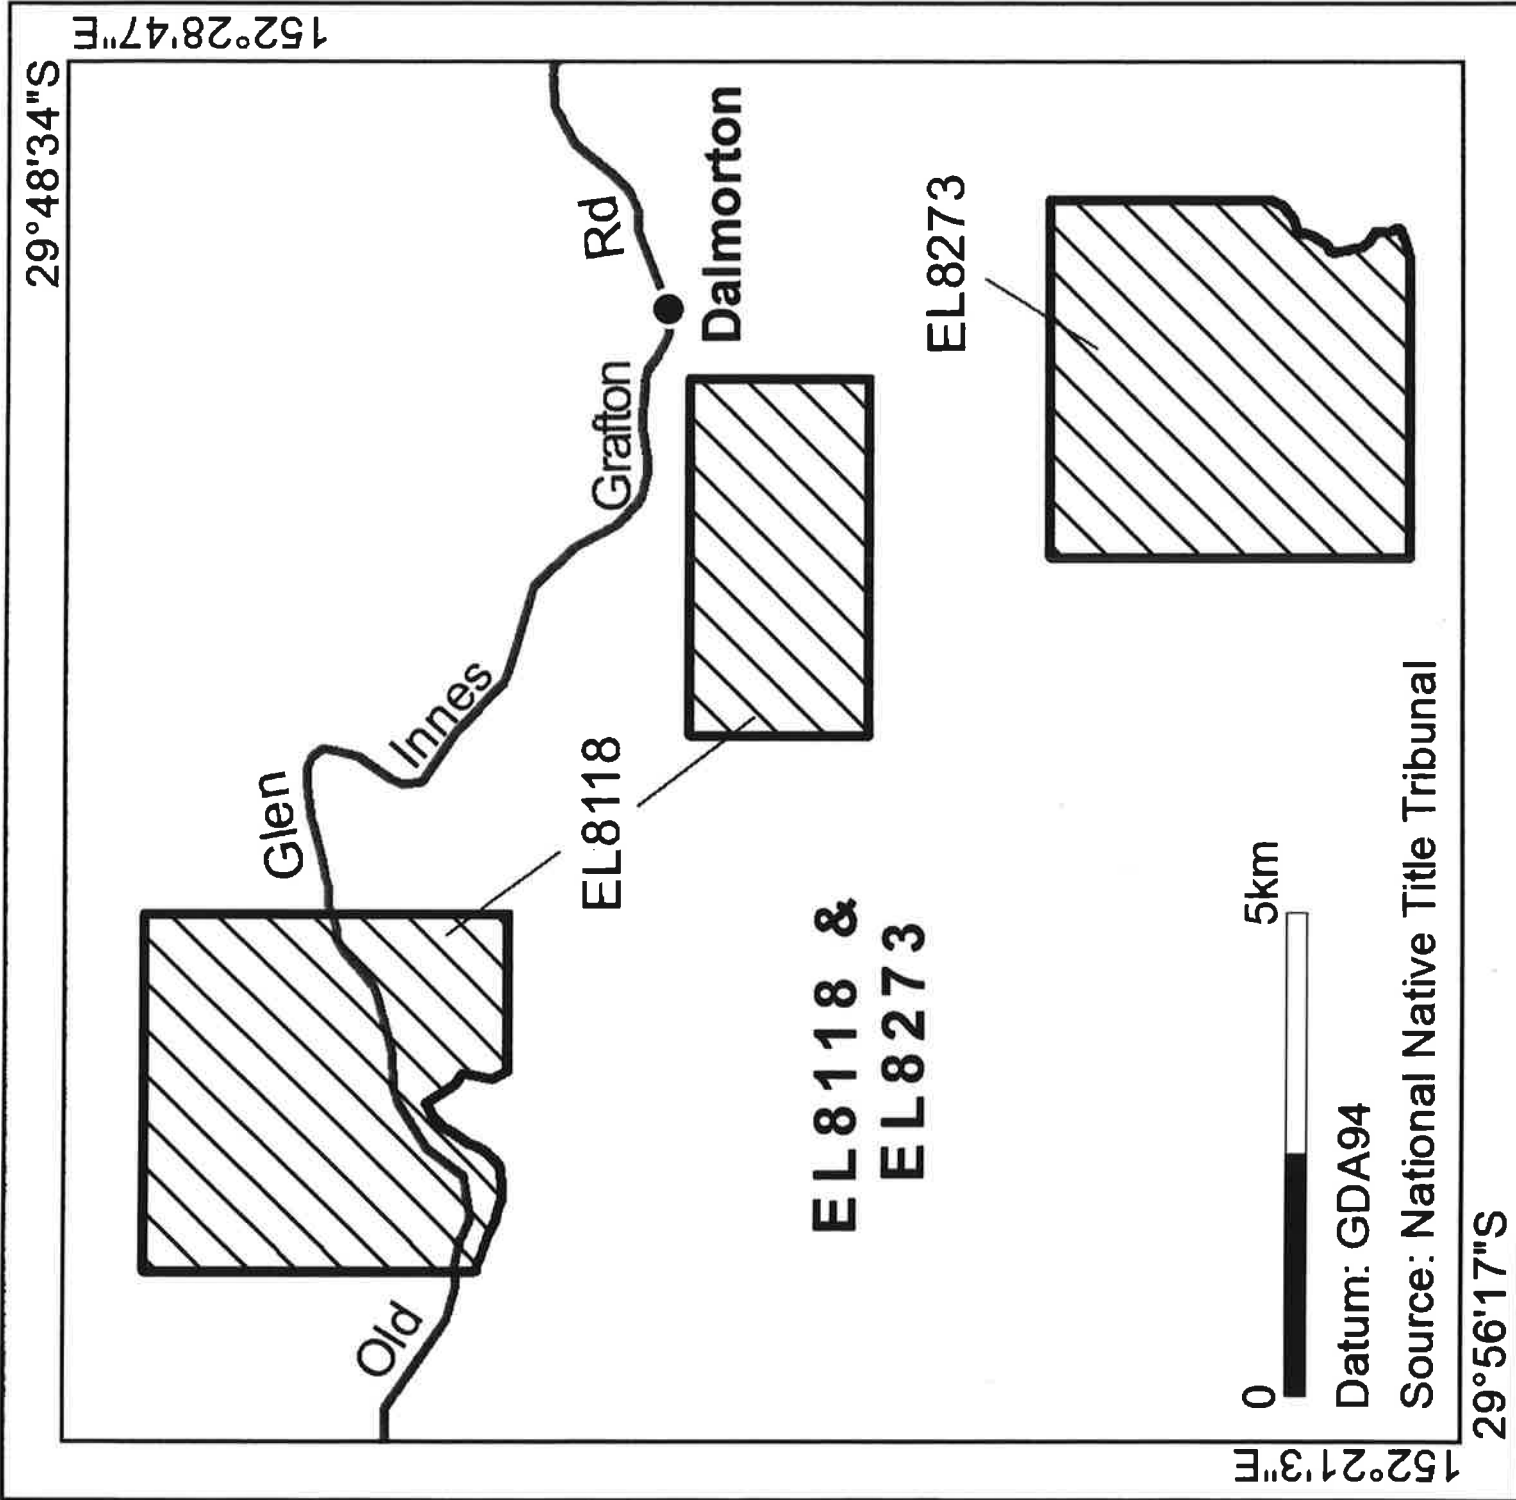 29°48'34"S
152°28'47"E
Old
Glen
Innes
Grafton
Rd
Dalmorton
EL8118
EL8273
EL8118 &
EL8273
0
5km
Datum: GDA94
Source: National Native Title Tribunal
152°21'3"E
29°56'17"S